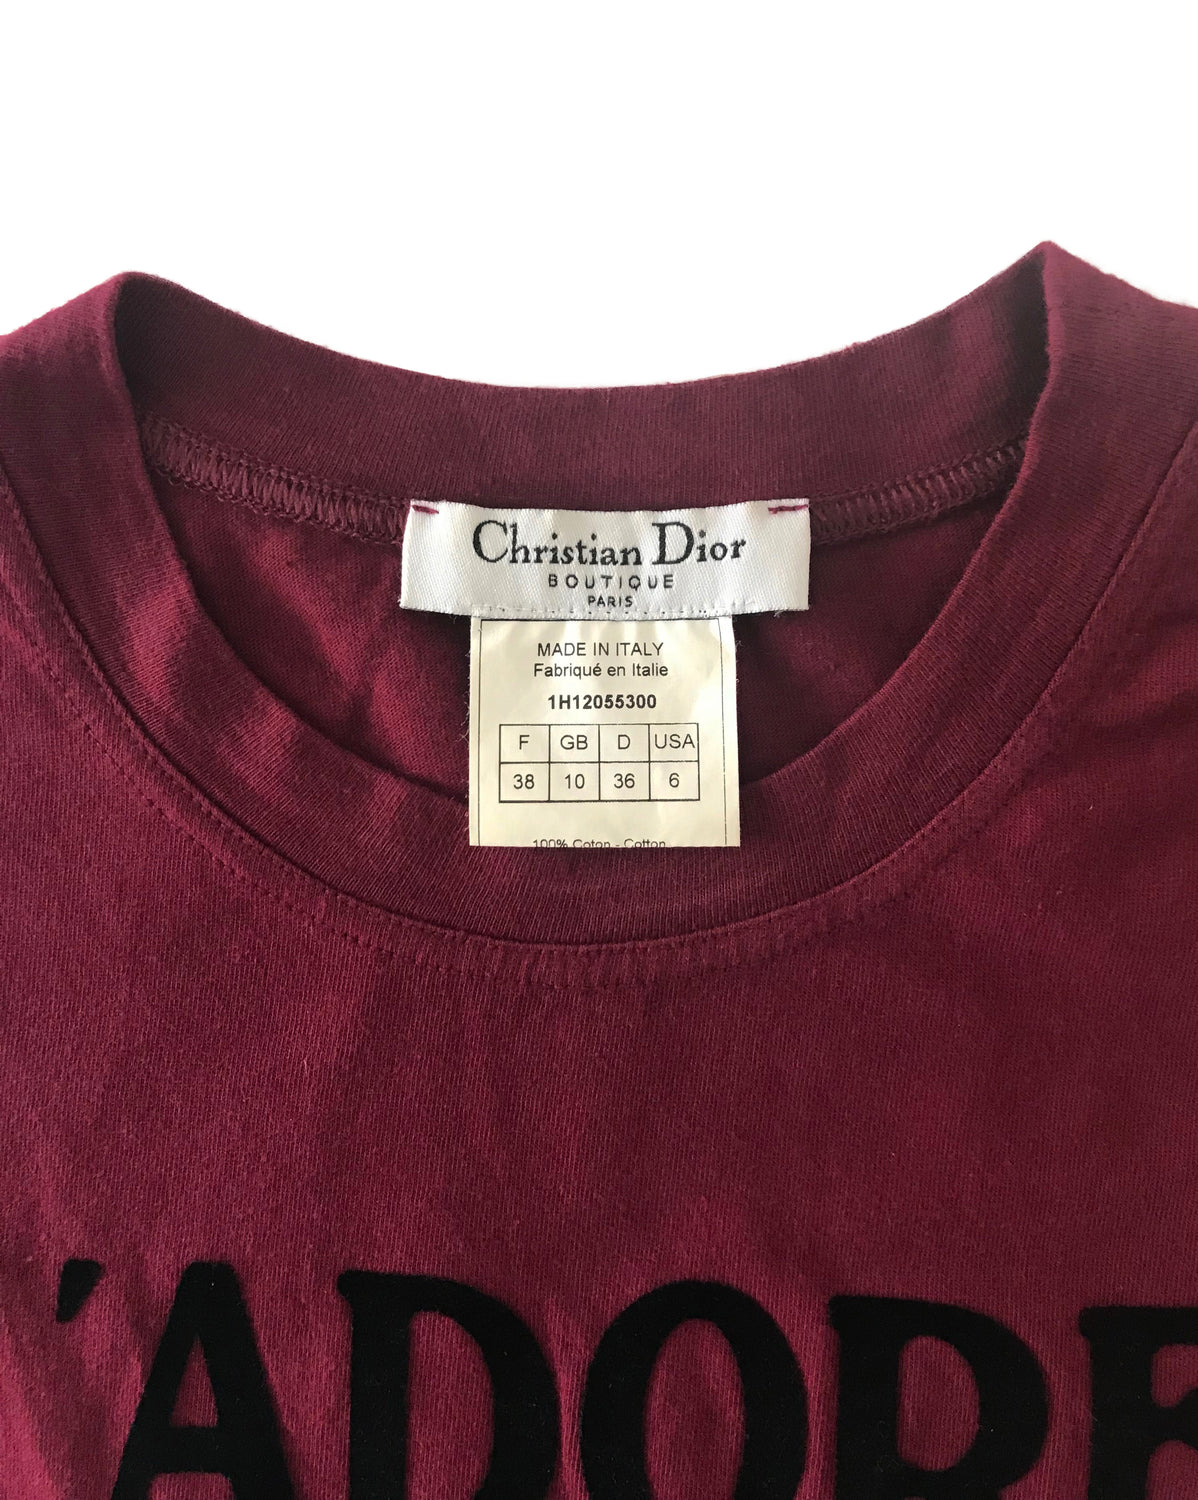 Christian Dior
BOUTIQUE
PARIS
MADE IN ITALY
Fabriqué en Italie
1H12055300
F GB D USA
38 10 36 6
100% Coton - Cotton
'ADORE